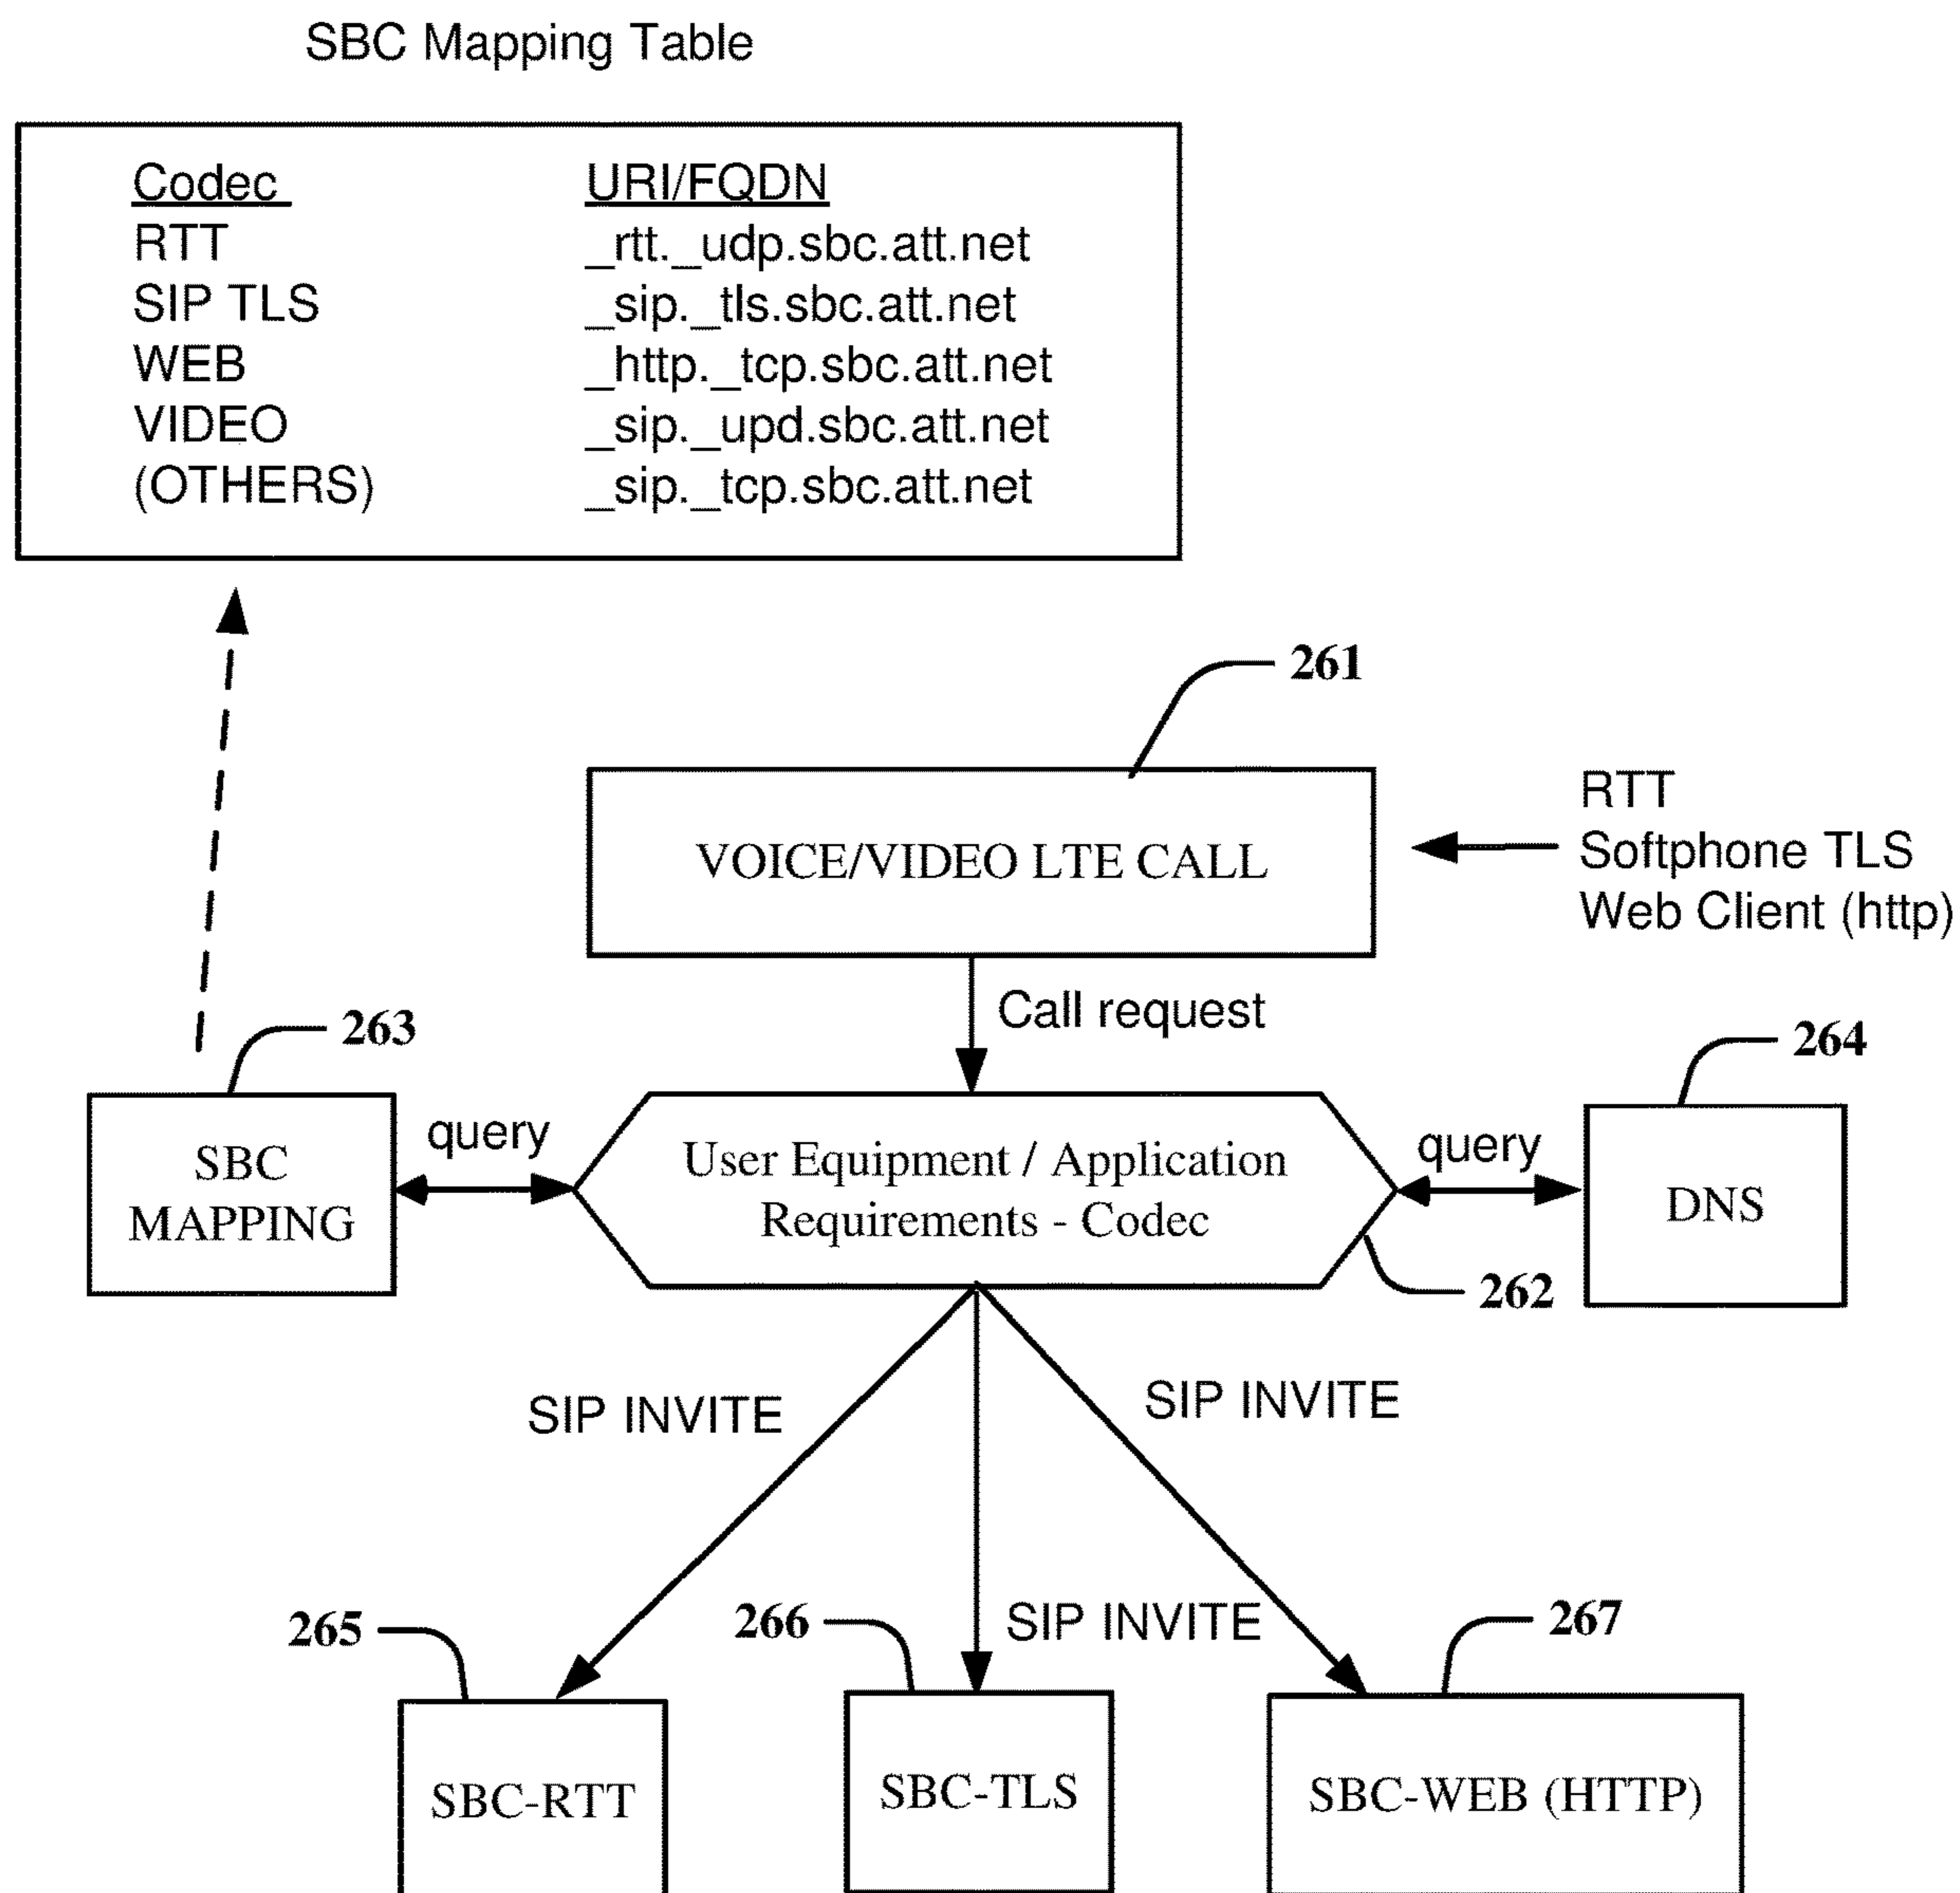 SBC Mapping Table
Codec URI/FQDN
RTT _rtt._udp.sbc.att.net
SIP TLS _sip._tls.sbc.att.net
WEB _http._tcp.sbc.att.net
VIDEO _sip._upd.sbc.att.net
(OTHERS) _sip._tcp.sbc.att.net
261
VOICE/VIDEO LTE CALL
RTT
Softphone TLS
Web Client (http)
Call request
263
264
SBC
MAPPING
query
User Equipment / Application
Requirements - Codec
query
DNS
262
SIP INVITE
SIP INVITE
SIP INVITE
265
266
267
SBC-RTT
SBC-TLS
SBC-WEB (HTTP)